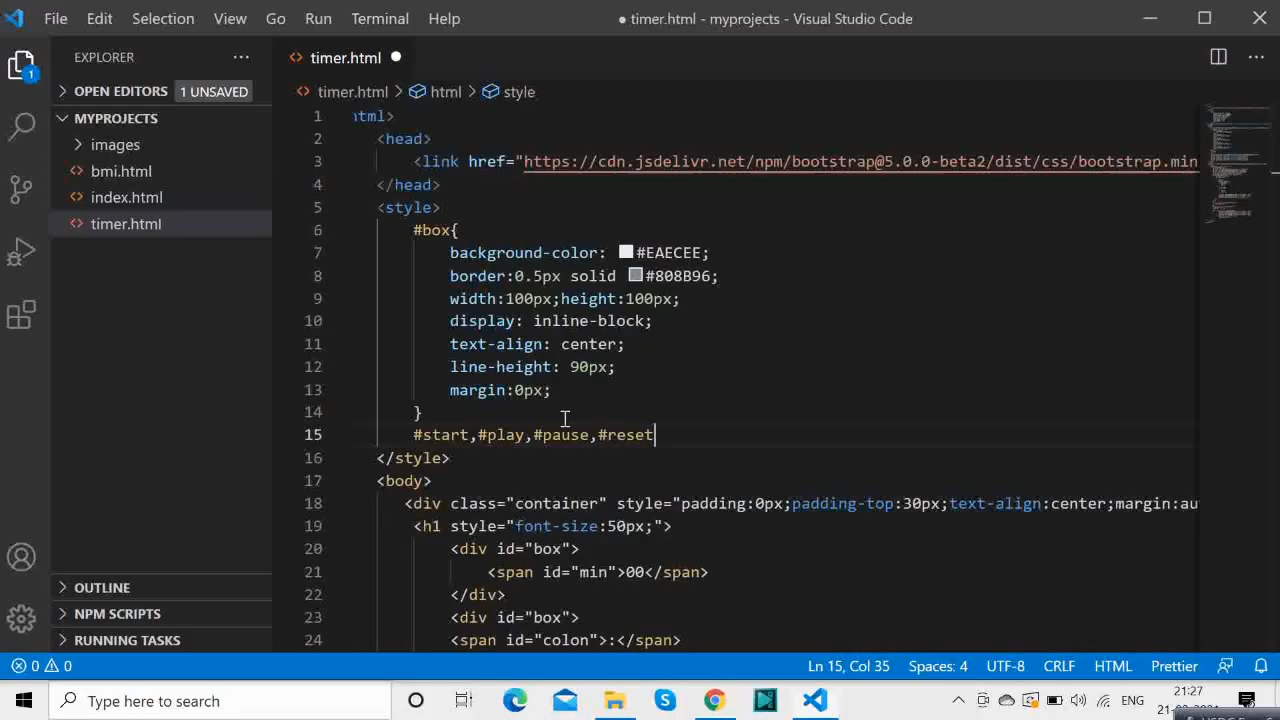 File Edit Selection View Go Run Terminal Help ● timer.html - myprojects - Visual Studio Code
EXPLORER
timer.html
1
OPEN EDITORS 1 UNSAVED
timer.html > html > style
MYPROJECTS
images
bmi.html
index.html
timer.html
1 html>
2 <head>
3 <link href="https://cdn.jsdelivr.net/npm/bootstrap@5.0.0-beta2/dist/css/bootstrap.min
4 </head>
5 <style>
6 #box{
7 background-color: #EAECEE;
8 border:0.5px solid #808B96;
9 width:100px;height:100px;
10 display: inline-block;
11 text-align: center;
12 line-height: 90px;
13 margin:0px;
14 }
15 #start,#play,#pause,#reset
16 </style>
17 <body>
18 <div class="container" style="padding:0px;padding-top:30px;text-align:center;margin:au
19 <h1 style="font-size:50px;">
20 <div id="box">
21 <span id="min">00</span>
22 </div>
23 <div id="box">
24 <span id="colon">:</span>
OUTLINE
NPM SCRIPTS
RUNNING TASKS
0 0 Ln 15, Col 35 Spaces: 4 UTF-8 CRLF HTML Prettier
Type here to search
ENG
21:27